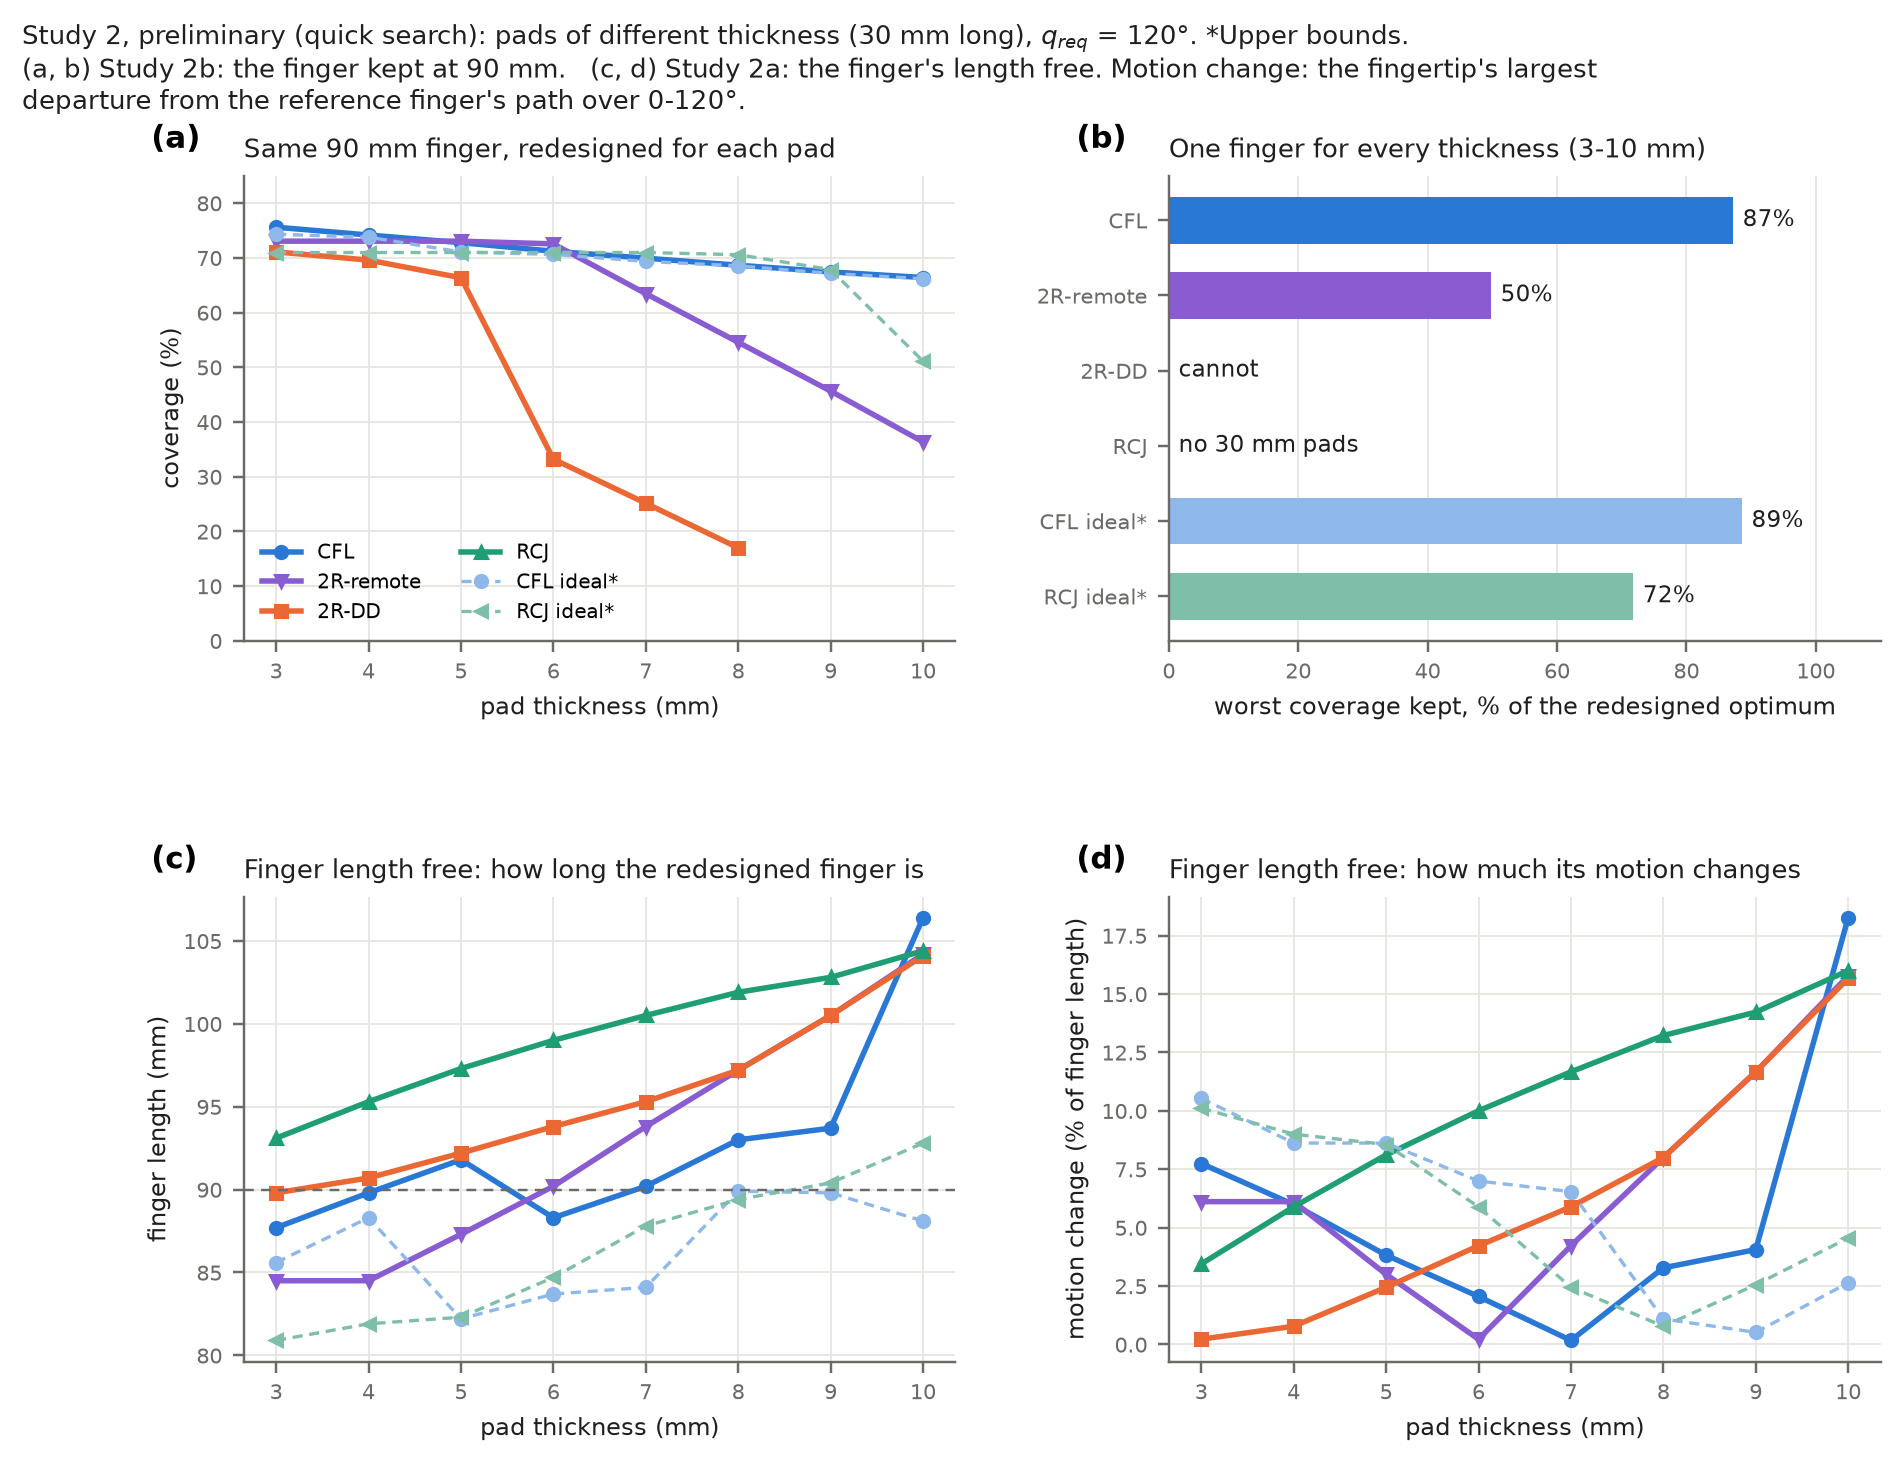 Study 2, preliminary (quick search): pads of different thickness (30 mm long), q_req = 120°. *Upper bounds.
(a, b) Study 2b: the finger kept at 90 mm.   (c, d) Study 2a: the finger's length free. Motion change: the fingertip's largest
departure from the reference finger's path over 0-120°.
(a) Same 90 mm finger, redesigned for each pad
80
70
60
50
40
30
20
10
0
coverage (%)
CFL
2R-remote
2R-DD
RCJ
CFL ideal*
RCJ ideal*
3 4 5 6 7 8 9 10
pad thickness (mm)
(b) One finger for every thickness (3-10 mm)
CFL 87%
2R-remote 50%
2R-DD cannot
RCJ no 30 mm pads
CFL ideal* 89%
RCJ ideal* 72%
0 20 40 60 80 100
worst coverage kept, % of the redesigned optimum
(c) Finger length free: how long the redesigned finger is
105
100
95
90
85
80
finger length (mm)
3 4 5 6 7 8 9 10
pad thickness (mm)
(d) Finger length free: how much its motion changes
17.5
15.0
12.5
10.0
7.5
5.0
2.5
0.0
motion change (% of finger length)
3 4 5 6 7 8 9 10
pad thickness (mm)